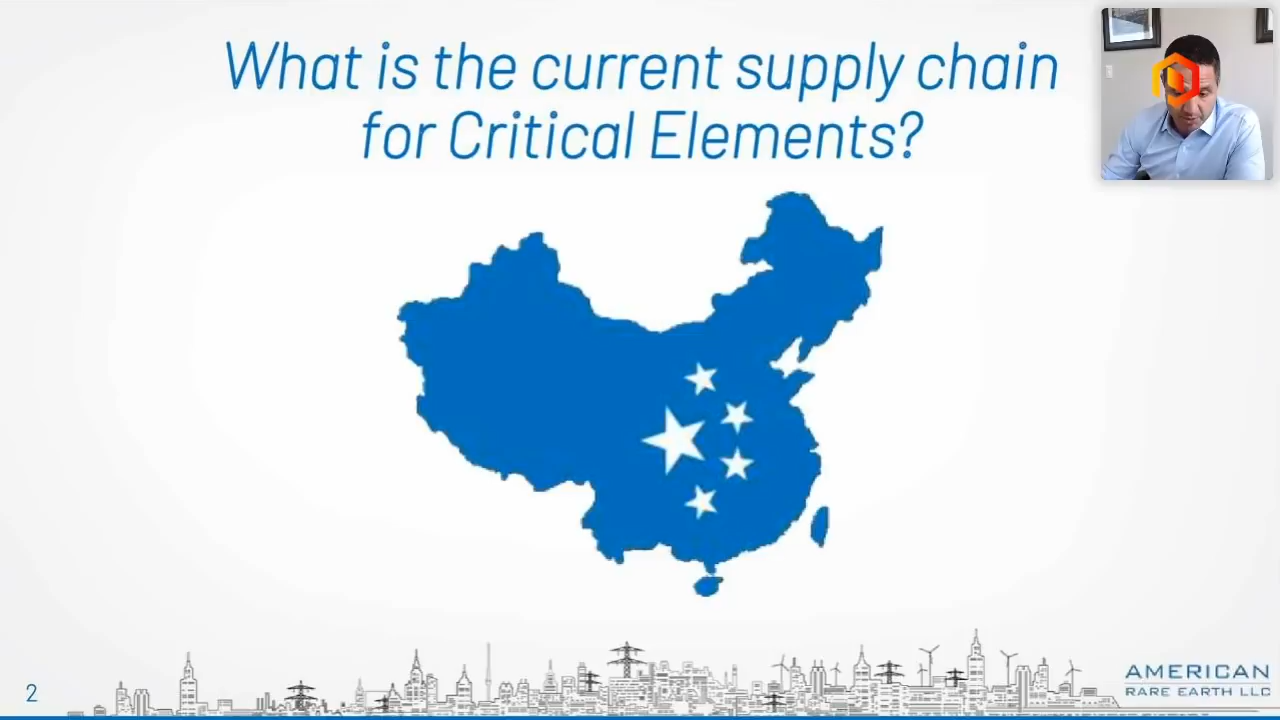 What is the current supply chain
for Critical Elements?
2
AMERICAN
RARE EARTH LLC